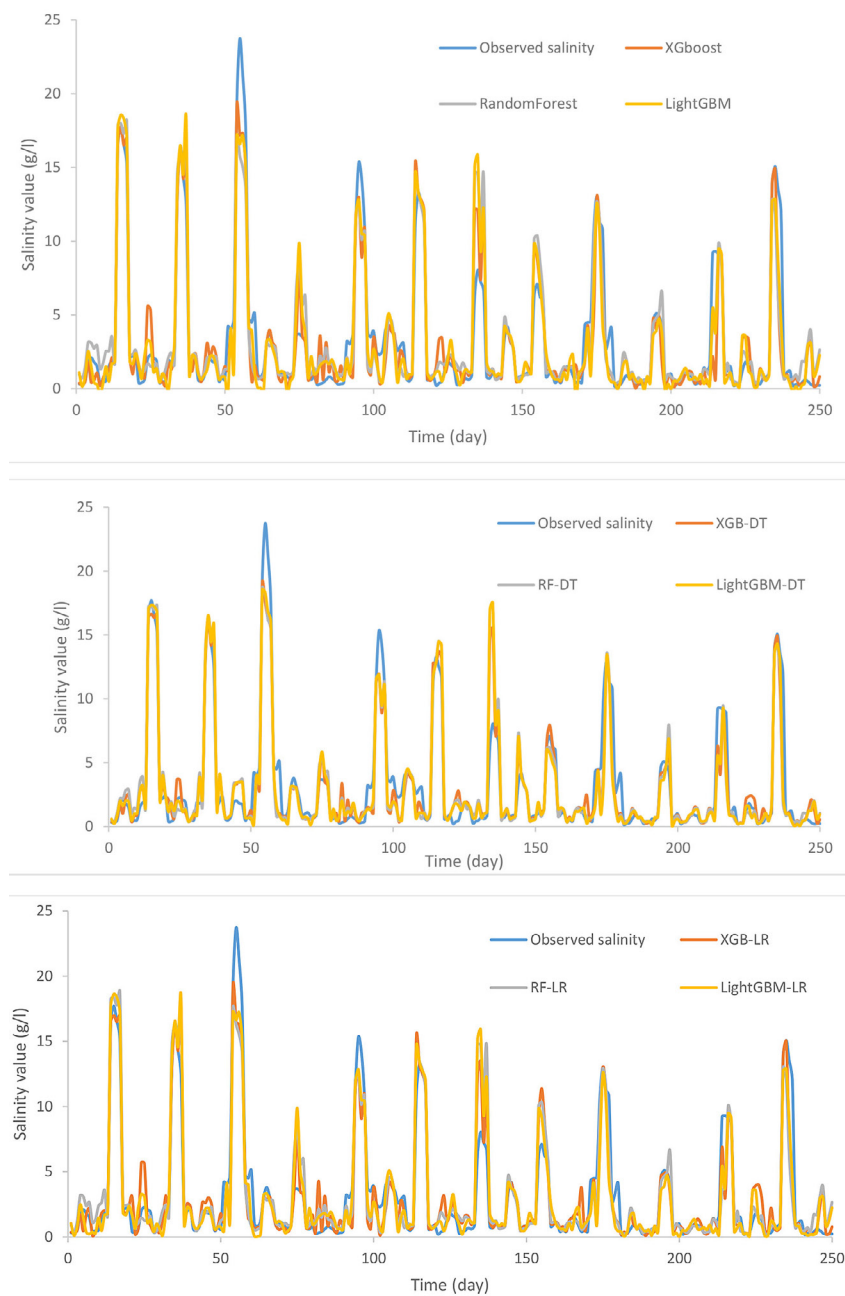 25
20
15
10
5
0
Salinity value (g/l)
Observed salinity XGboost
RandomForest LightGBM
0 50 100 150 200 250
Time (day)
25
20
15
10
5
0
Salinity value (g/l)
Observed salinity XGB-DT
RF-DT LightGBM-DT
0 50 100 150 200 250
Time (day)
25
20
15
10
5
0
Salinity value (g/l)
Observed salinity XGB-LR
RF-LR LightGBM-LR
0 50 100 150 200 250
Time (day)